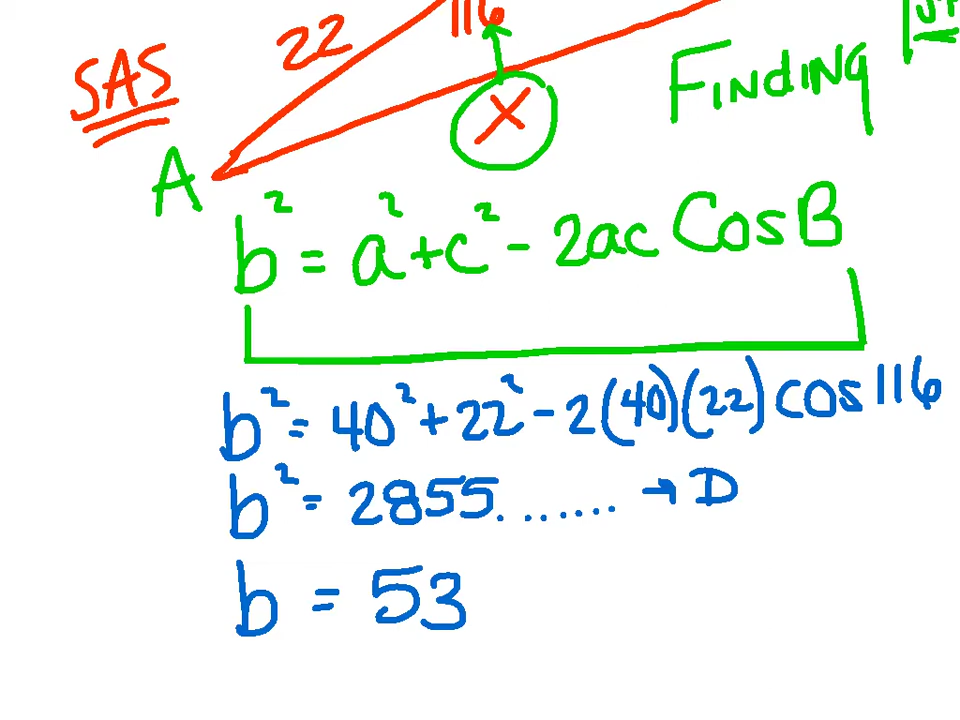 22
116
SAS
X
FINDING
A
b² = a² + c² - 2ac CosB
b² = 40² + 22² - 2(40)(22) cos 116
b² = 2855....... → D
b = 53